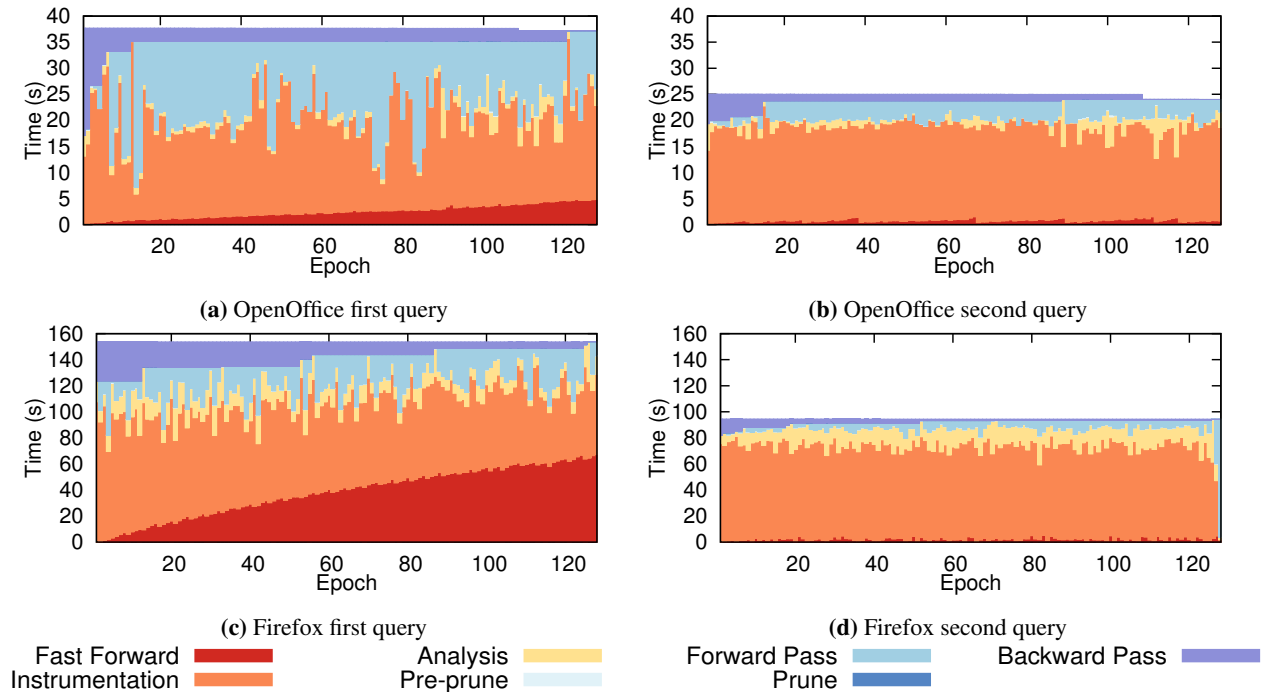 40
35
30
25
20
15
10
5
0
Time (s)
20 40 60 80 100 120
Epoch
(a) OpenOffice first query
40
35
30
25
20
15
10
5
0
Time (s)
20 40 60 80 100 120
Epoch
(b) OpenOffice second query
160
140
120
100
80
60
40
20
0
Time (s)
20 40 60 80 100 120
Epoch
(c) Firefox first query
160
140
120
100
80
60
40
20
0
Time (s)
20 40 60 80 100 120
Epoch
(d) Firefox second query
Fast Forward Analysis Forward Pass Backward Pass
Instrumentation Pre-prune Prune